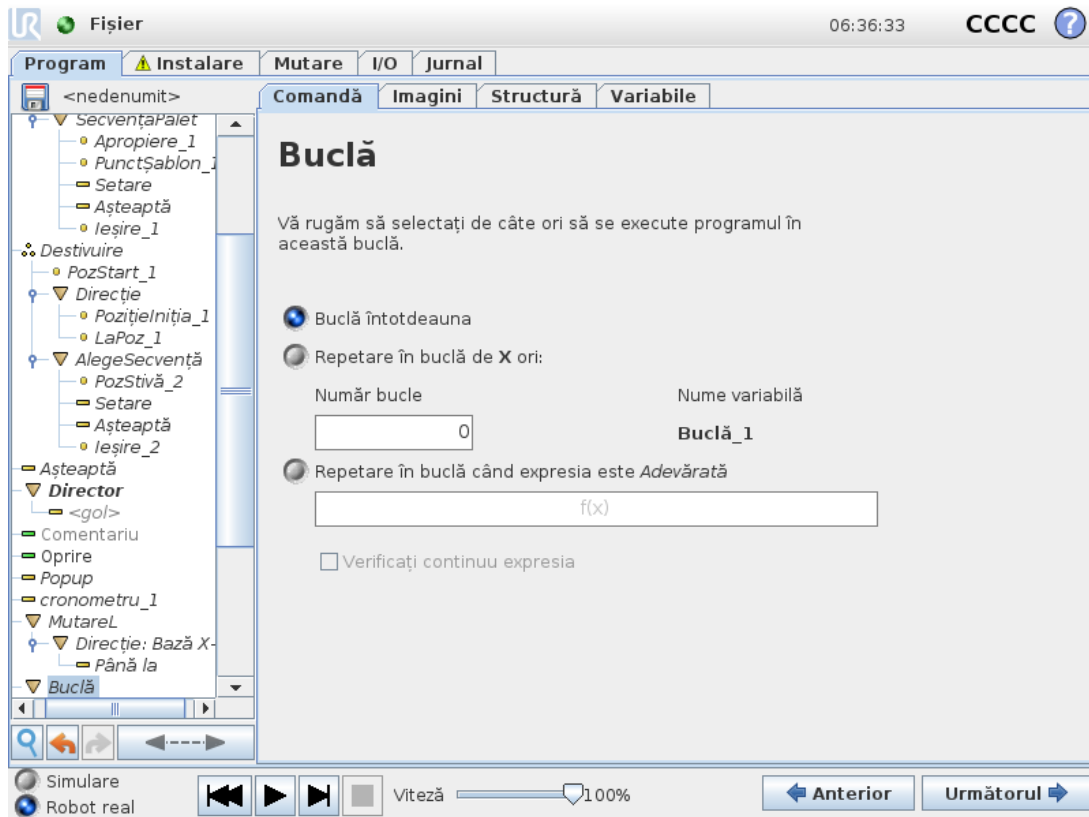 Fișier
06:36:33
CCCC
?
Program
Instalare
Mutare
I/O
Jurnal
<nedenumit>
Comandă
Imagini
Structură
Variabile
SecvențaPalet
Apropiere_1
PunctȘablon_1
Setare
Așteaptă
Ieșire_1
Destivuire
PozStart_1
Direcție
PozițieIniția_1
LaPoz_1
AlegeSecvență
PozStivă_2
Setare
Așteaptă
Ieșire_2
Așteaptă
Director
<gol>
Comentariu
Oprire
Popup
cronometru_1
MutareL
Direcție: Bază X-
Până la
Buclă
Buclă
Vă rugăm să selectați de câte ori să se execute programul în
această buclă.
Buclă întotdeauna
Repetare în buclă de X ori:
Număr bucle
Nume variabilă
0
Buclă_1
Repetare în buclă când expresia este Adevărată
f(x)
Verificați continuu expresia
Simulare
Robot real
Viteză
100%
Anterior
Următorul